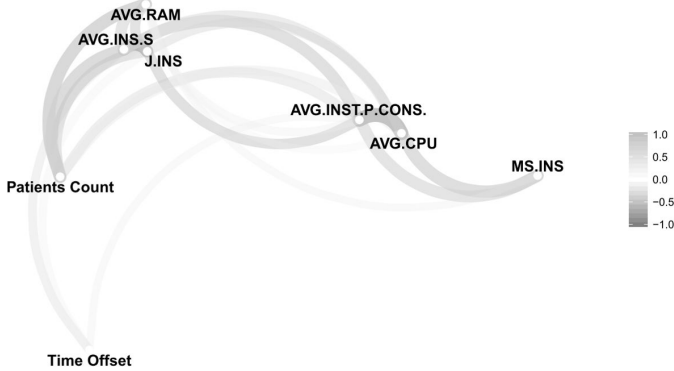 AVG.RAM
AVG.INS.S
J.INS
AVG.INST.P.CONS.
AVG.CPU
MS.INS
Patients Count
Time Offset
1.0
0.5
0.0
−0.5
−1.0